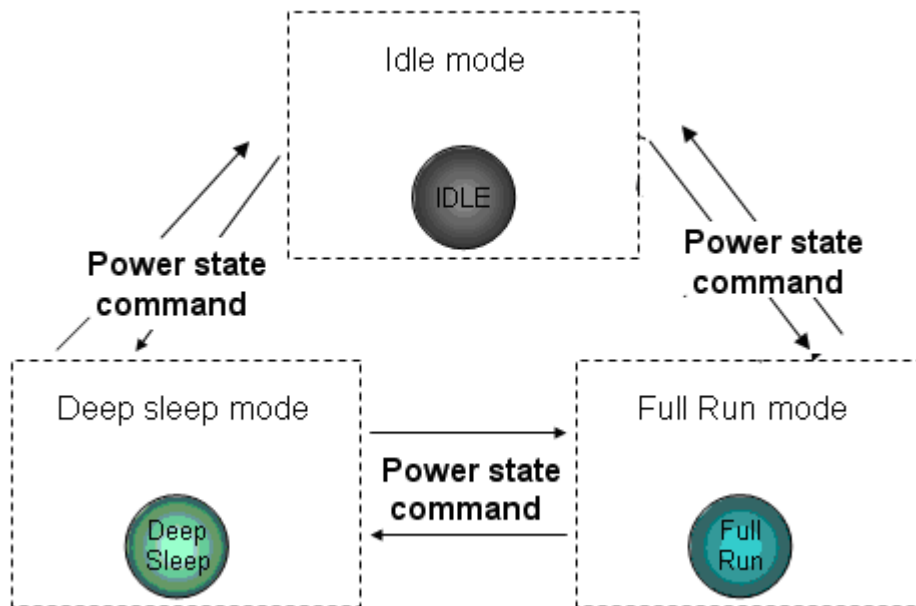 Idle mode
IDLE
Power state
command
Power state
command
Deep sleep mode
Full Run mode
Power state
command
Deep
Sleep
Full
Run